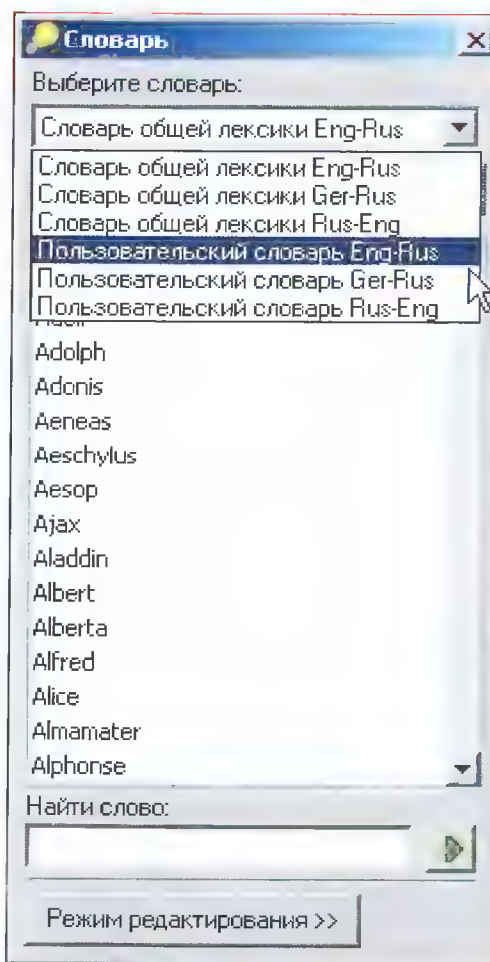 Словарь
Выберите словарь:
Словарь общей лексики Eng-Rus
Словарь общей лексики Eng-Rus
Словарь общей лексики Ger-Rus
Словарь общей лексики Rus-Eng
Пользовательский словарь Eng-Rus
Пользовательский словарь Ger-Rus
Пользовательский словарь Rus-Eng
Adolph
Adonis
Aeneas
Aeschylus
Aesop
Ajax
Aladdin
Albert
Alberta
Alfred
Alice
Almamater
Alphonse
Найти слово:
Режим редактирования >>